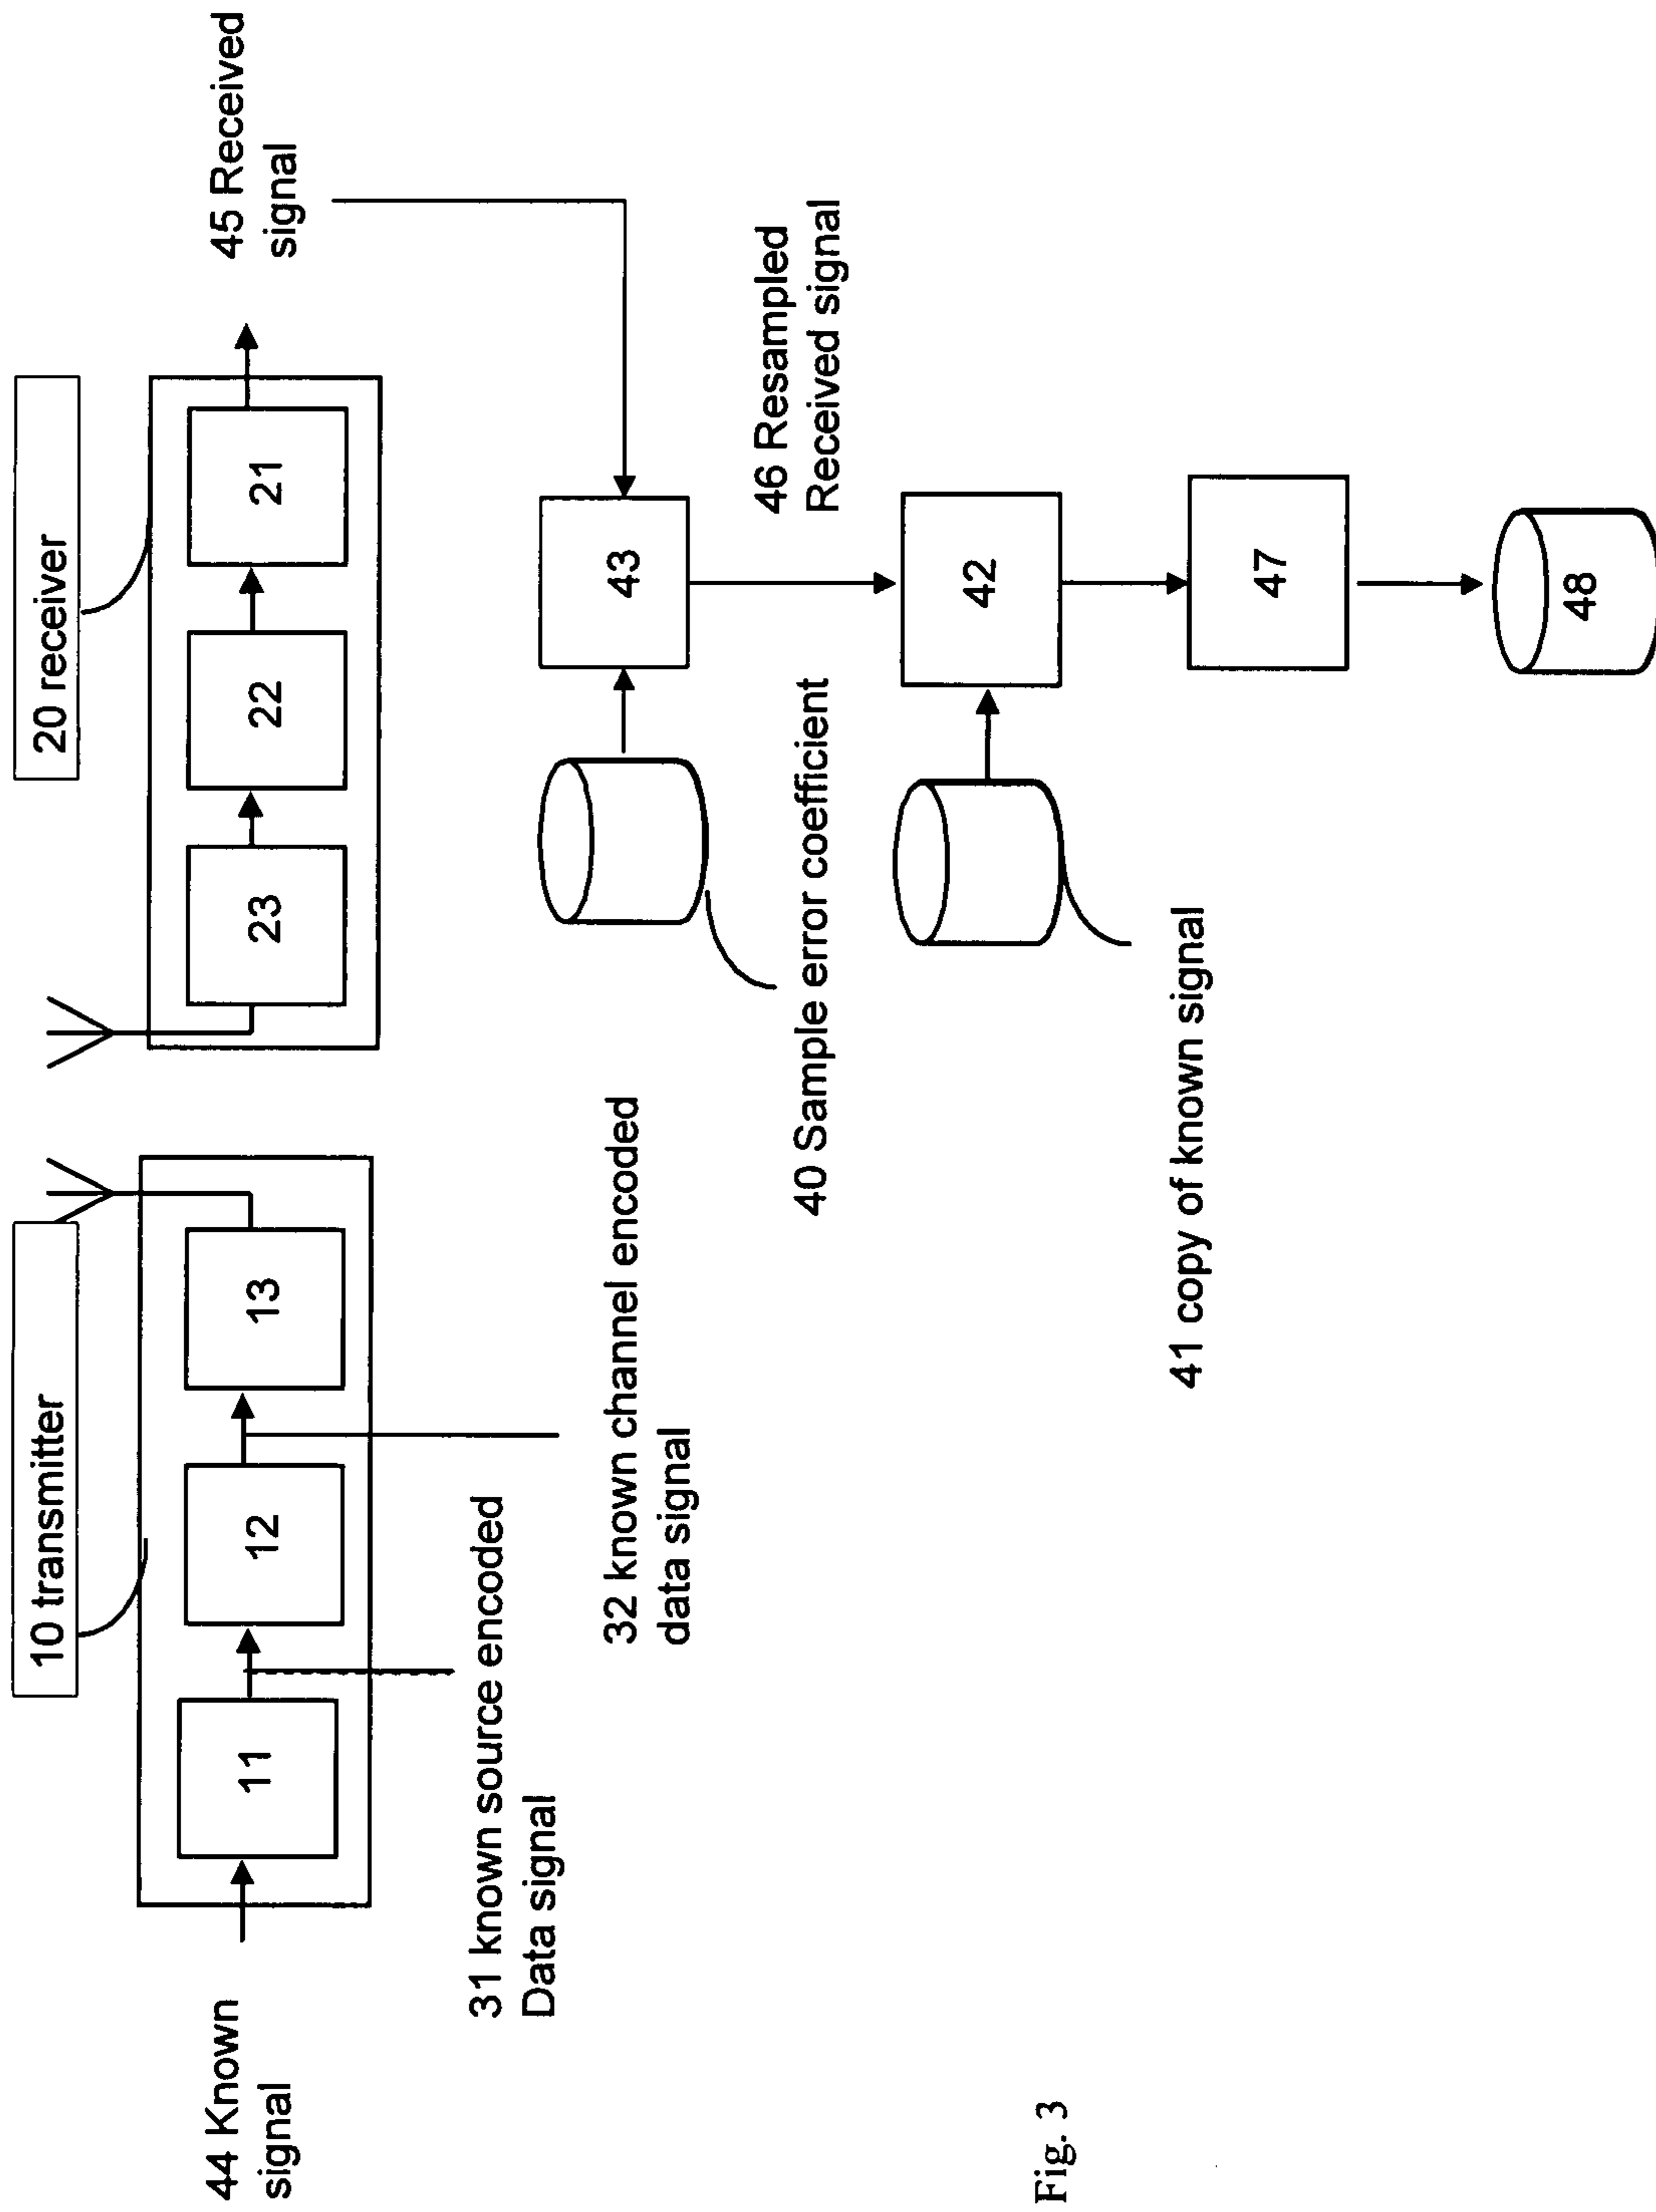 10 transmitter
20 receiver
44 Known
signal
11
12
13
23
22
21
45 Received
signal
31 known source encoded
Data signal
32 known channel encoded
data signal
43
40 Sample error coefficient
46 Resampled
Received signal
42
41 copy of known signal
47
48
Fig. 3